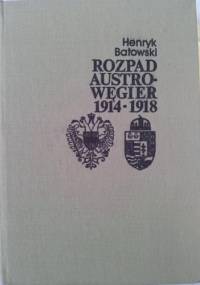 Henryk
Batowski
ROZPAD
AUSTRO-
WĘGIER
1914-1918